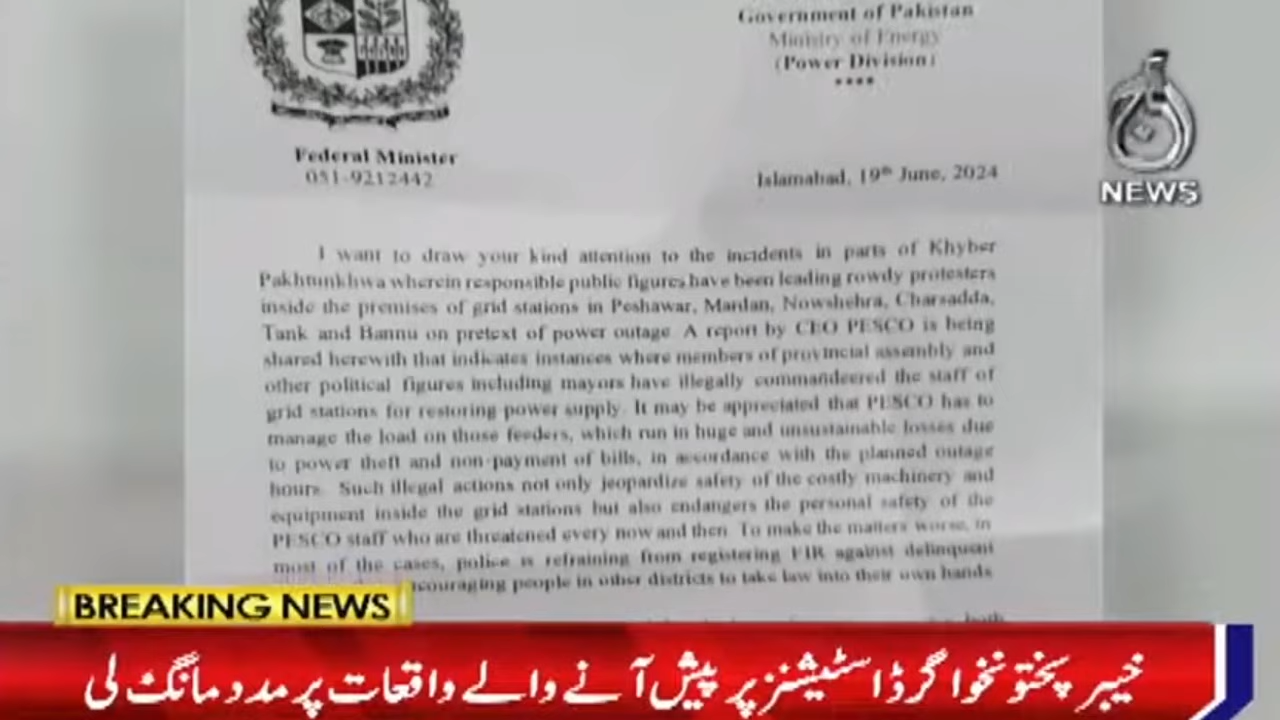 Government of Pakistan
Ministry of Energy
(Power Division)
****
Federal Minister
051-9212442
Islamabad, 19th June, 2024
NEWS
I want to draw your kind attention to the incidents in parts of Khyber
Pakhtunkhwa wherein responsible public figures have been leading rowdy protesters
inside the premises of grid stations in Peshawar, Mardan, Nowshehra, Charsadda,
Tank and Bannu on pretext of power outage. A report by CEO PESCO is being
shared herewith that indicates instances where members of provincial assembly and
other political figures including mayors have illegally commandeered the staff of
grid stations for restoring power supply. It may be appreciated that PESCO has to
manage the load on those feeders, which run in huge and unsustainable losses due
to power theft and non-payment of bills, in accordance with the planned outage
hours. Such illegal actions not only jeopardize safety of the costly machinery and
equipment inside the grid stations but also endangers the personal safety of the
PESCO staff who are threatened every now and then. To make the matters worse, in
most of the cases, police is refraining from registering FIR against delinquent
couraging people in other districts to take law into their own hands
both
BREAKING NEWS
خیبر پختونخوا گرڈ اسٹیشنز پر پیش آنے والے واقعات پر مدد مانگ لی